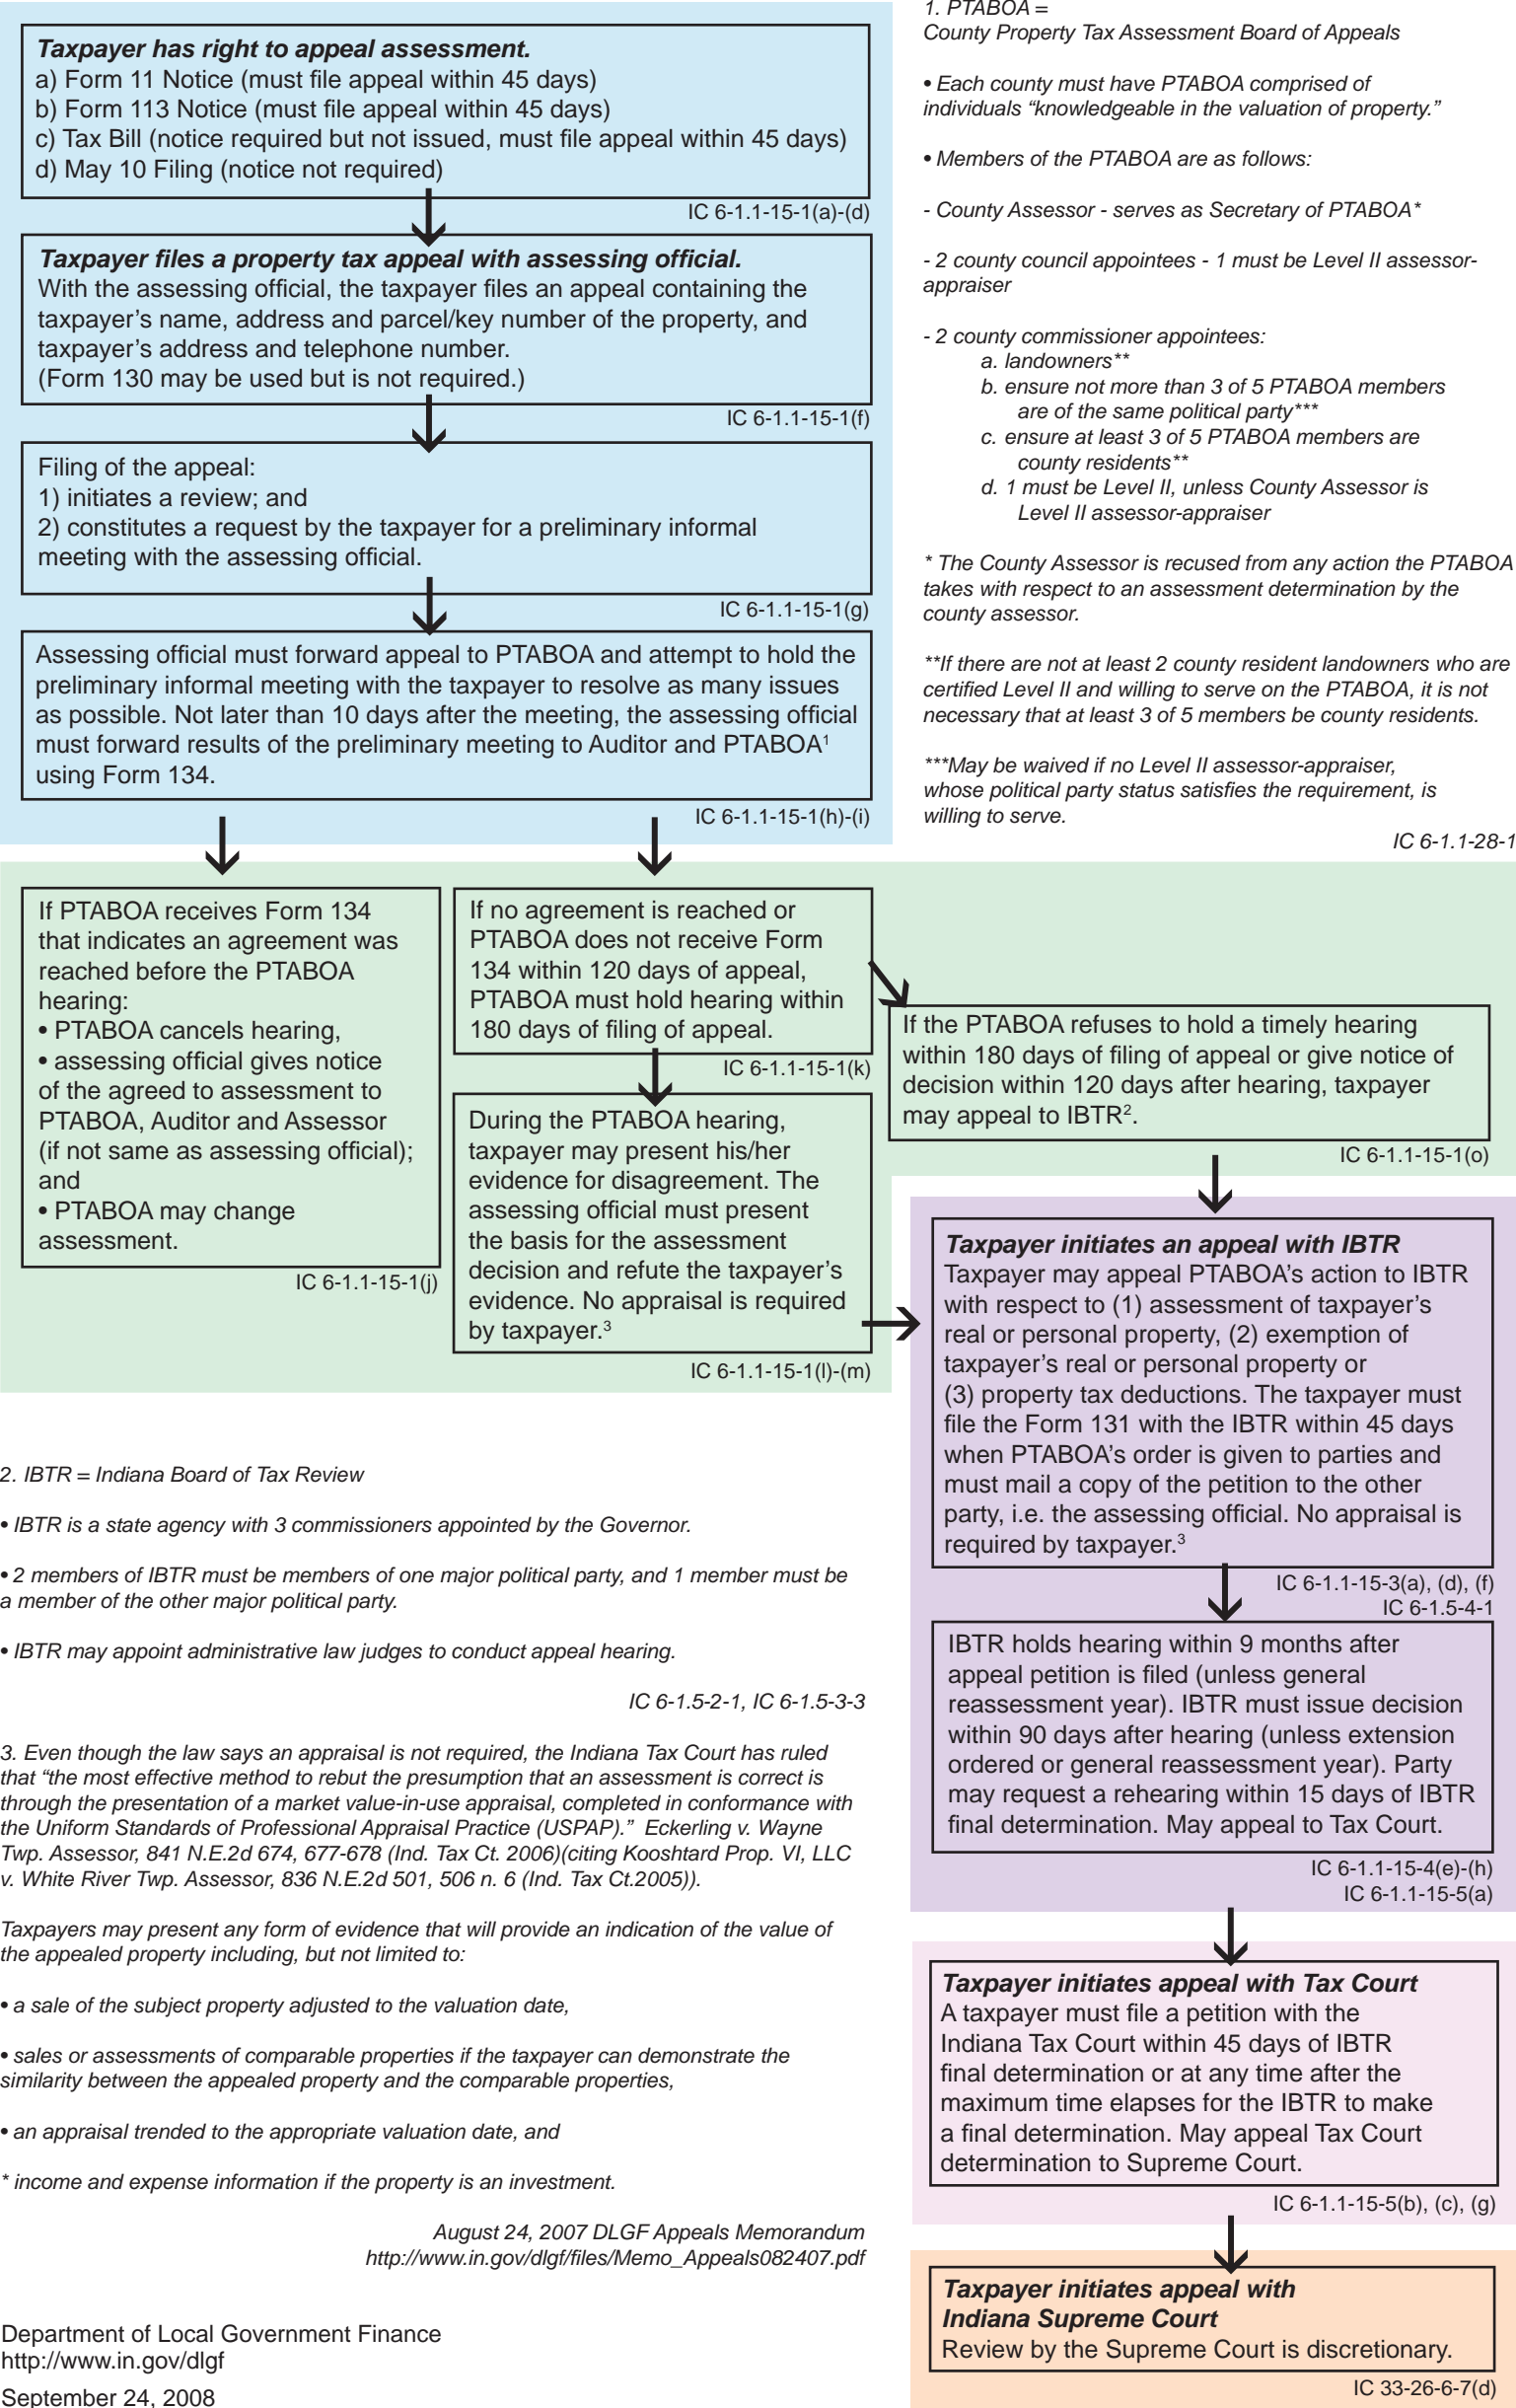 Taxpayer has right to appeal assessment.
a) Form 11 Notice (must file appeal within 45 days)
b) Form 113 Notice (must file appeal within 45 days)
c) Tax Bill (notice required but not issued, must file appeal within 45 days)
d) May 10 Filing (notice not required)
IC 6-1.1-15-1(a)-(d)
Taxpayer files a property tax appeal with assessing official.
With the assessing official, the taxpayer files an appeal containing the
taxpayer’s name, address and parcel/key number of the property, and
taxpayer’s address and telephone number.
(Form 130 may be used but is not required.)
IC 6-1.1-15-1(f)
Filing of the appeal:
1) initiates a review; and
2) constitutes a request by the taxpayer for a preliminary informal
meeting with the assessing official.
IC 6-1.1-15-1(g)
Assessing official must forward appeal to PTABOA and attempt to hold the
preliminary informal meeting with the taxpayer to resolve as many issues
as possible. Not later than 10 days after the meeting, the assessing official
must forward results of the preliminary meeting to Auditor and PTABOA¹
using Form 134.
IC 6-1.1-15-1(h)-(i)
1. PTABOA =
County Property Tax Assessment Board of Appeals
• Each county must have PTABOA comprised of
individuals “knowledgeable in the valuation of property.”
• Members of the PTABOA are as follows:
- County Assessor - serves as Secretary of PTABOA*
- 2 county council appointees - 1 must be Level II assessor-
appraiser
- 2 county commissioner appointees:
a. landowners**
b. ensure not more than 3 of 5 PTABOA members
are of the same political party***
c. ensure at least 3 of 5 PTABOA members are
county residents**
d. 1 must be Level II, unless County Assessor is
Level II assessor-appraiser
* The County Assessor is recused from any action the PTABOA
takes with respect to an assessment determination by the
county assessor.
**If there are not at least 2 county resident landowners who are
certified Level II and willing to serve on the PTABOA, it is not
necessary that at least 3 of 5 members be county residents.
***May be waived if no Level II assessor-appraiser,
whose political party status satisfies the requirement, is
willing to serve.
IC 6-1.1-28-1
If PTABOA receives Form 134
that indicates an agreement was
reached before the PTABOA
hearing:
• PTABOA cancels hearing,
• assessing official gives notice
of the agreed to assessment to
PTABOA, Auditor and Assessor
(if not same as assessing official);
and
• PTABOA may change
assessment.
IC 6-1.1-15-1(j)
If no agreement is reached or
PTABOA does not receive Form
134 within 120 days of appeal,
PTABOA must hold hearing within
180 days of filing of appeal.
IC 6-1.1-15-1(k)
During the PTABOA hearing,
taxpayer may present his/her
evidence for disagreement. The
assessing official must present
the basis for the assessment
decision and refute the taxpayer’s
evidence. No appraisal is required
by taxpayer.³
IC 6-1.1-15-1(l)-(m)
If the PTABOA refuses to hold a timely hearing
within 180 days of filing of appeal or give notice of
decision within 120 days after hearing, taxpayer
may appeal to IBTR².
IC 6-1.1-15-1(o)
Taxpayer initiates an appeal with IBTR
Taxpayer may appeal PTABOA’s action to IBTR
with respect to (1) assessment of taxpayer’s
real or personal property, (2) exemption of
taxpayer’s real or personal property or
(3) property tax deductions. The taxpayer must
file the Form 131 with the IBTR within 45 days
when PTABOA’s order is given to parties and
must mail a copy of the petition to the other
party, i.e. the assessing official. No appraisal is
required by taxpayer.³
IC 6-1.1-15-3(a), (d), (f)
IC 6-1.5-4-1
IBTR holds hearing within 9 months after
appeal petition is filed (unless general
reassessment year). IBTR must issue decision
within 90 days after hearing (unless extension
ordered or general reassessment year). Party
may request a rehearing within 15 days of IBTR
final determination. May appeal to Tax Court.
IC 6-1.1-15-4(e)-(h)
IC 6-1.1-15-5(a)
Taxpayer initiates appeal with Tax Court
A taxpayer must file a petition with the
Indiana Tax Court within 45 days of IBTR
final determination or at any time after the
maximum time elapses for the IBTR to make
a final determination. May appeal Tax Court
determination to Supreme Court.
IC 6-1.1-15-5(b), (c), (g)
Taxpayer initiates appeal with
Indiana Supreme Court
Review by the Supreme Court is discretionary.
IC 33-26-6-7(d)
2. IBTR = Indiana Board of Tax Review
• IBTR is a state agency with 3 commissioners appointed by the Governor.
• 2 members of IBTR must be members of one major political party, and 1 member must be
a member of the other major political party.
• IBTR may appoint administrative law judges to conduct appeal hearing.
IC 6-1.5-2-1, IC 6-1.5-3-3
3. Even though the law says an appraisal is not required, the Indiana Tax Court has ruled
that “the most effective method to rebut the presumption that an assessment is correct is
through the presentation of a market value-in-use appraisal, completed in conformance with
the Uniform Standards of Professional Appraisal Practice (USPAP).” Eckerling v. Wayne
Twp. Assessor, 841 N.E.2d 674, 677-678 (Ind. Tax Ct. 2006)(citing Kooshtard Prop. VI, LLC
v. White River Twp. Assessor, 836 N.E.2d 501, 506 n. 6 (Ind. Tax Ct.2005)).
Taxpayers may present any form of evidence that will provide an indication of the value of
the appealed property including, but not limited to:
• a sale of the subject property adjusted to the valuation date,
• sales or assessments of comparable properties if the taxpayer can demonstrate the
similarity between the appealed property and the comparable properties,
• an appraisal trended to the appropriate valuation date, and
* income and expense information if the property is an investment.
August 24, 2007 DLGF Appeals Memorandum
http://www.in.gov/dlgf/files/Memo_Appeals082407.pdf
Department of Local Government Finance
http://www.in.gov/dlgf
September 24, 2008